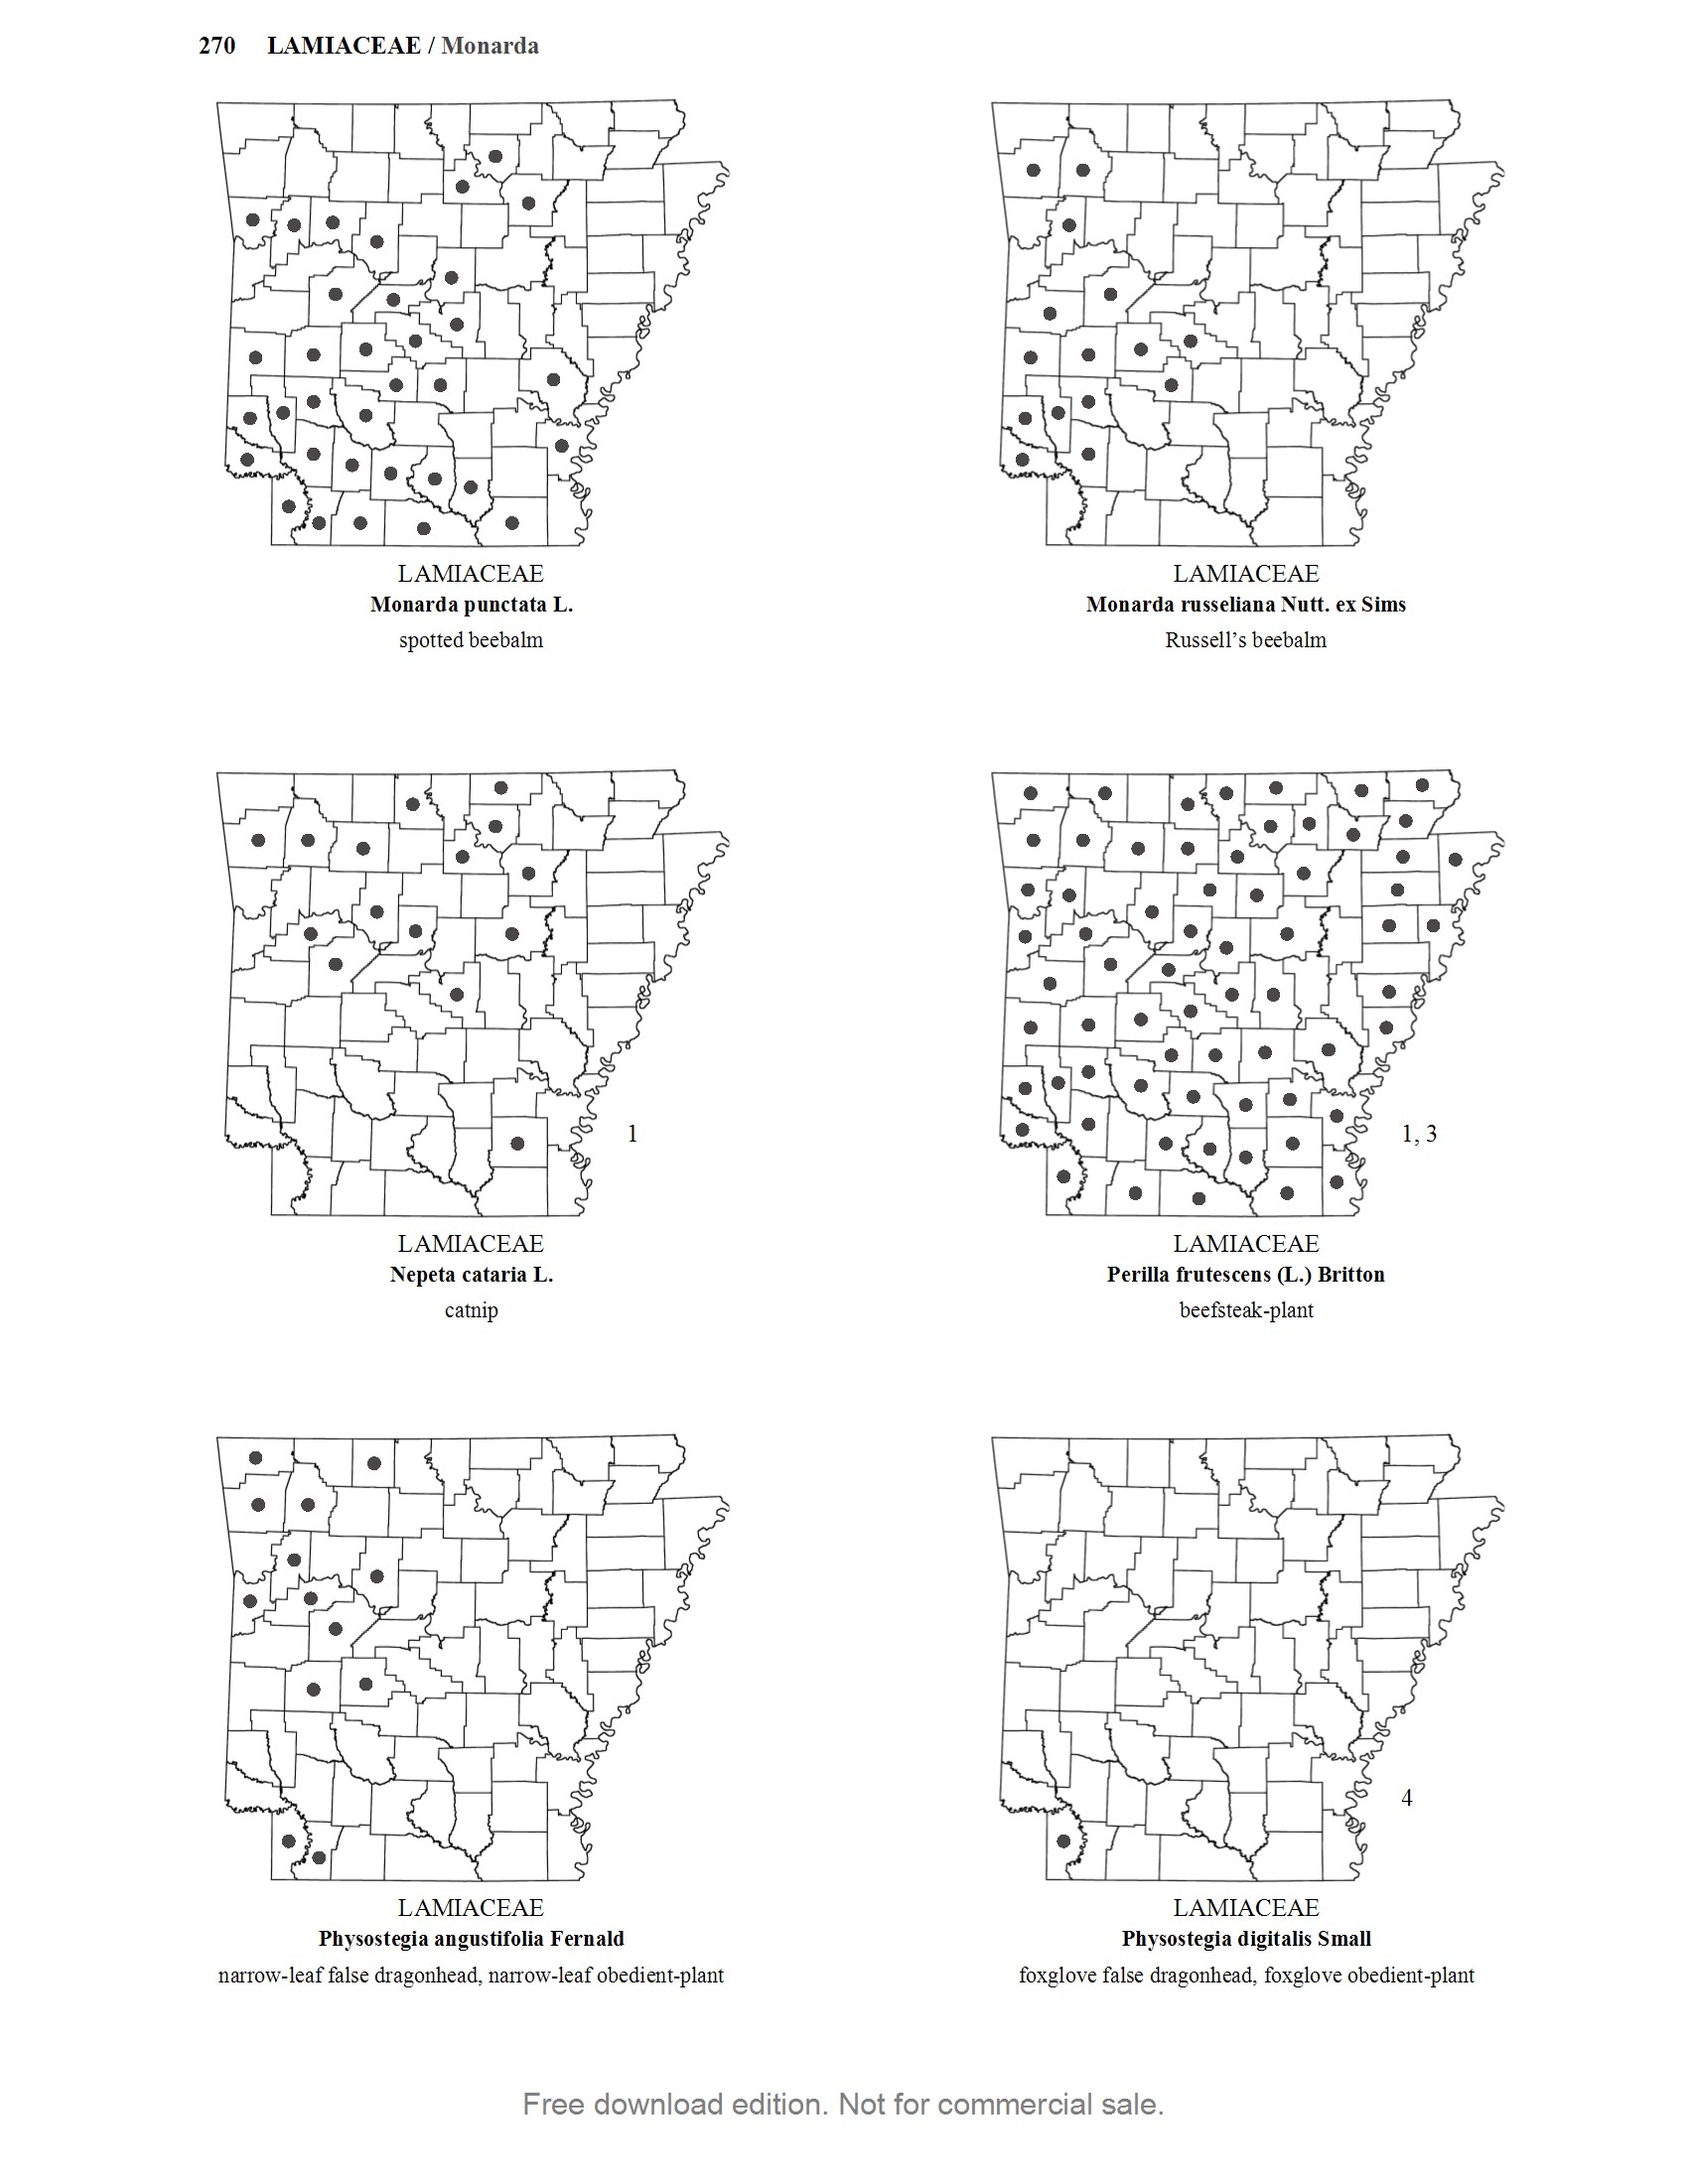 270 LAMIACEAE / Monarda
LAMIACEAE
Monarda punctata L.
spotted beebalm
LAMIACEAE
Monarda russeliana Nutt. ex Sims
Russell’s beebalm
1
LAMIACEAE
Nepeta cataria L.
catnip
1, 3
LAMIACEAE
Perilla frutescens (L.) Britton
beefsteak-plant
LAMIACEAE
Physostegia angustifolia Fernald
narrow-leaf false dragonhead, narrow-leaf obedient-plant
4
LAMIACEAE
Physostegia digitalis Small
foxglove false dragonhead, foxglove obedient-plant
Free download edition. Not for commercial sale.